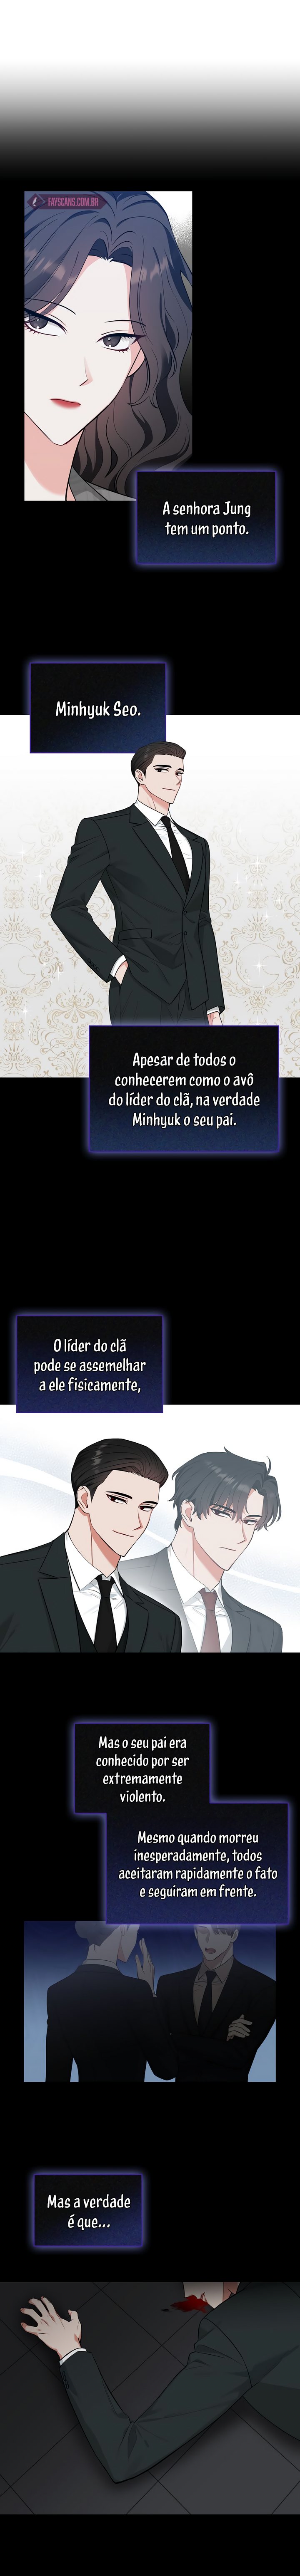 FAYSCANS.COM.BR
A senhora Jung
tem um ponto.
Minhyuk Seo.
Apesar de todos o
conhecerem como o avô
do líder do clã, na verdade
Minhyuk o seu pai.
O líder do clã
pode se assemelhar
a ele fisicamente,
Mas o seu pai era
conhecido por ser
extremamente
violento.
Mesmo quando morreu
inesperadamente, todos
aceitaram rapidamente o fato
e seguiram em frente.
Mas a verdade
é que...